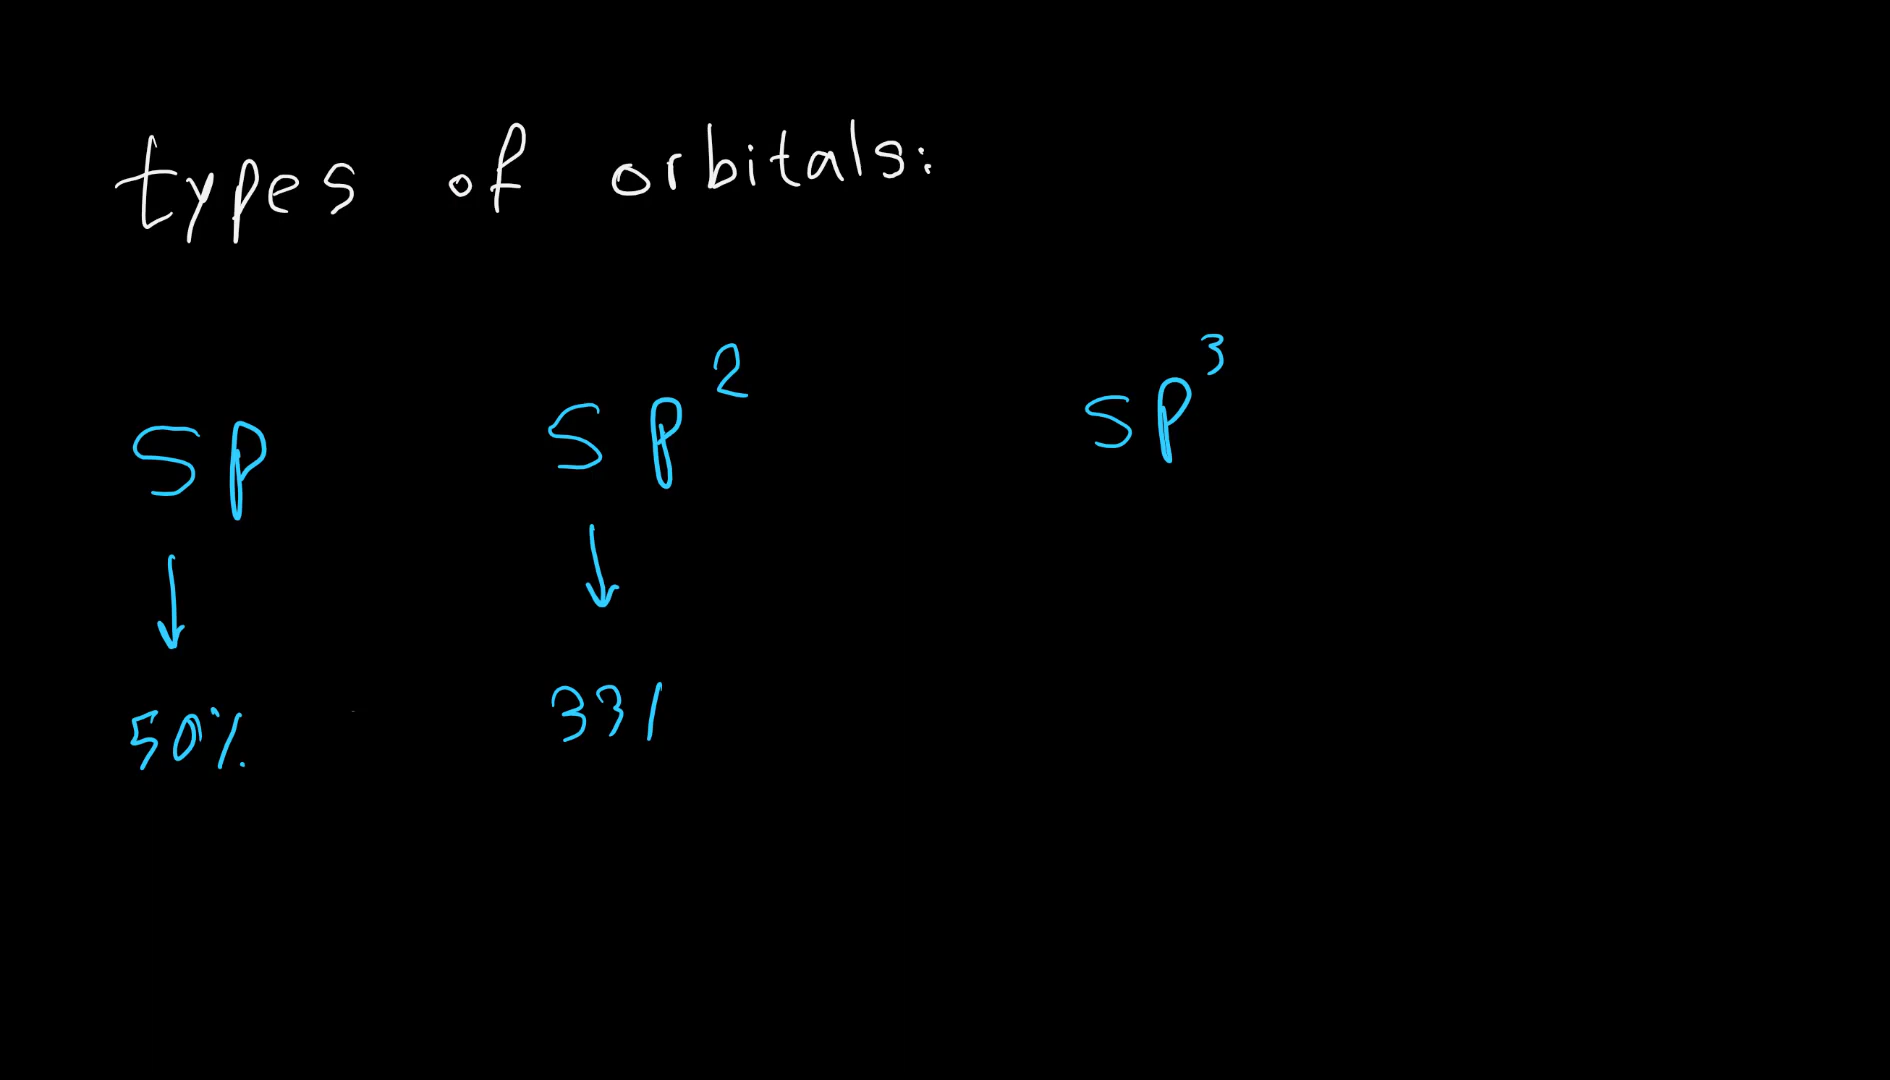 types of orbitals:
sp sp² sp³
↓ ↓
50% 33/